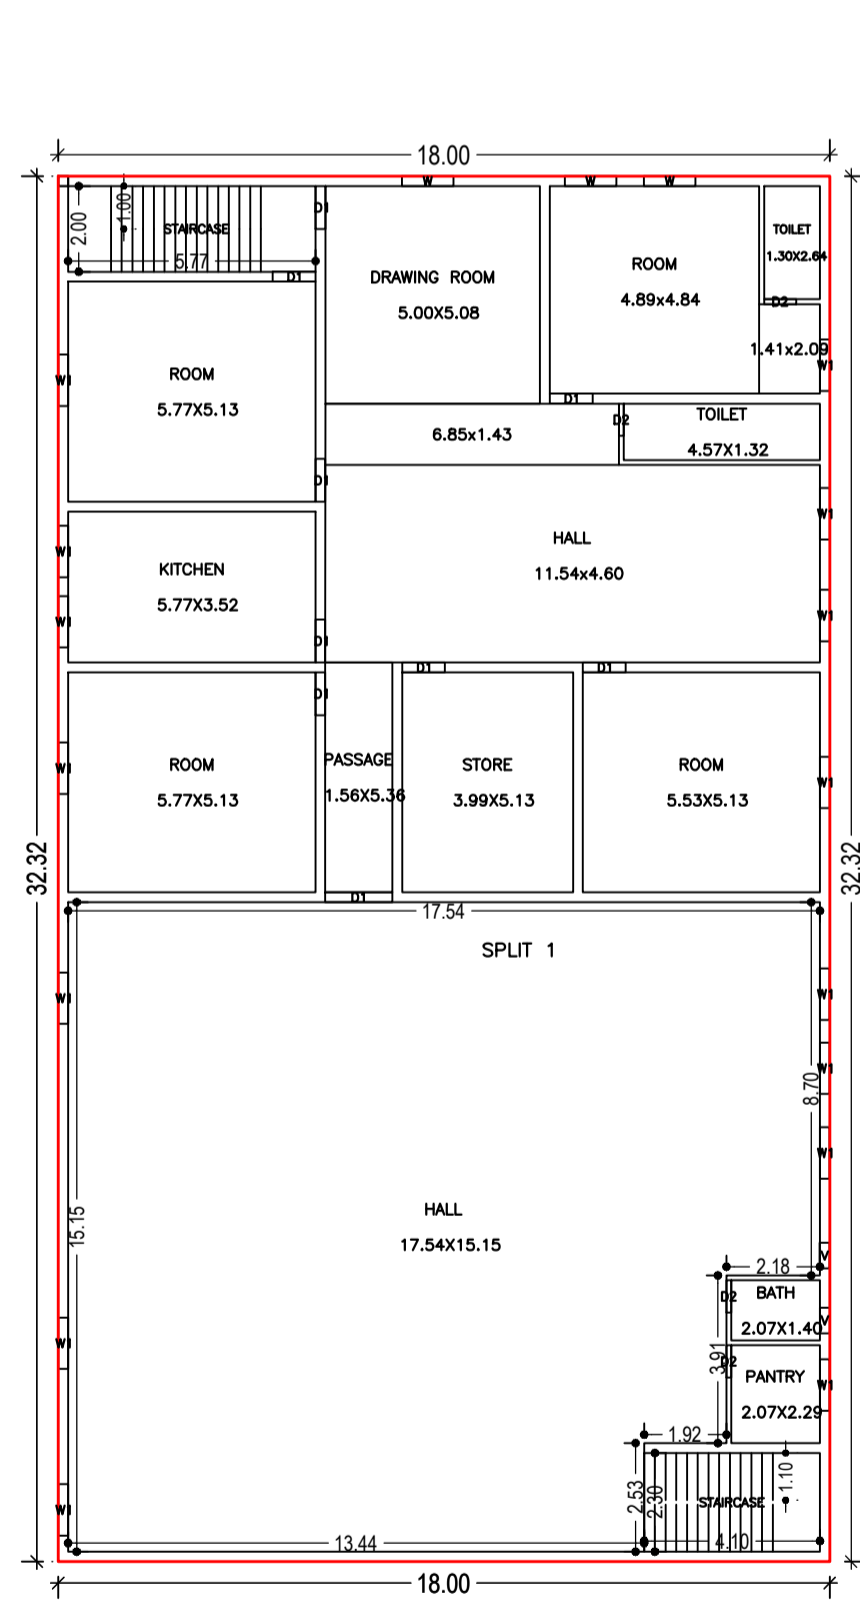 18.00
W
W
W
2.00
1.00
STAIRCASE
5.77
D1
D1
DRAWING ROOM
5.00X5.08
ROOM
4.89x4.84
TOILET
1.30X2.64
D2
1.41x2.09
W1
ROOM
5.77X5.13
W1
D1
D2
TOILET
4.57X1.32
6.85x1.43
D1
W1
HALL
11.54x4.60
W1
W1
KITCHEN
5.77X3.52
W1
W1
D1
D1
D1
D1
ROOM
5.77X5.13
W1
PASSAGE
1.56X5.36
STORE
3.99X5.13
ROOM
5.53X5.13
W1
32.32
32.32
D1
17.54
SPLIT 1
W1
W1
W1
8.70
W1
15.15
HALL
17.54X15.15
V
2.18
D2
BATH
2.07X1.40
V
W1
3.91
D2
PANTRY
2.07X2.29
W1
1.92
1.10
2.53
2.30
STAIRCASE
W1
13.44
4.10
18.00